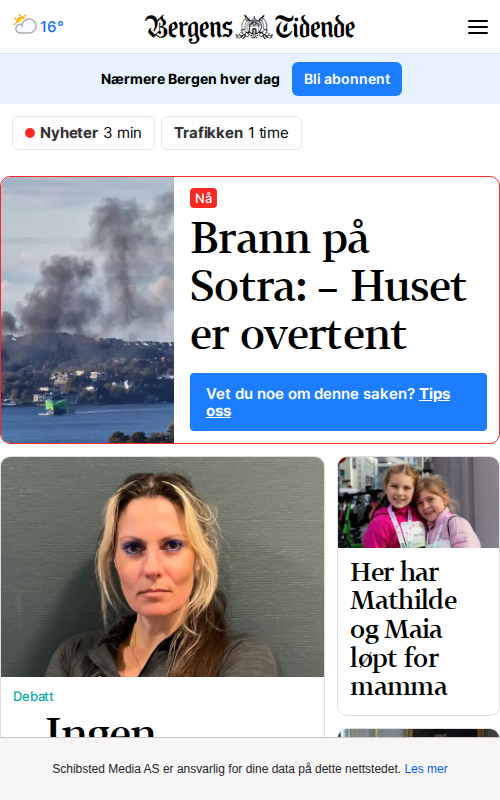 16°
Bergens Tidende
Nærmere Bergen hver dag
Bli abonnent
Nyheter 3 min
Trafikken 1 time
Nå
Brann på
Sotra: – Huset
er overtent
Vet du noe om denne saken? Tips
oss
Her har
Mathilde
og Maia
løpt for
mamma
Debatt
Ingen
Schibsted Media AS er ansvarlig for dine data på dette nettstedet. Les mer